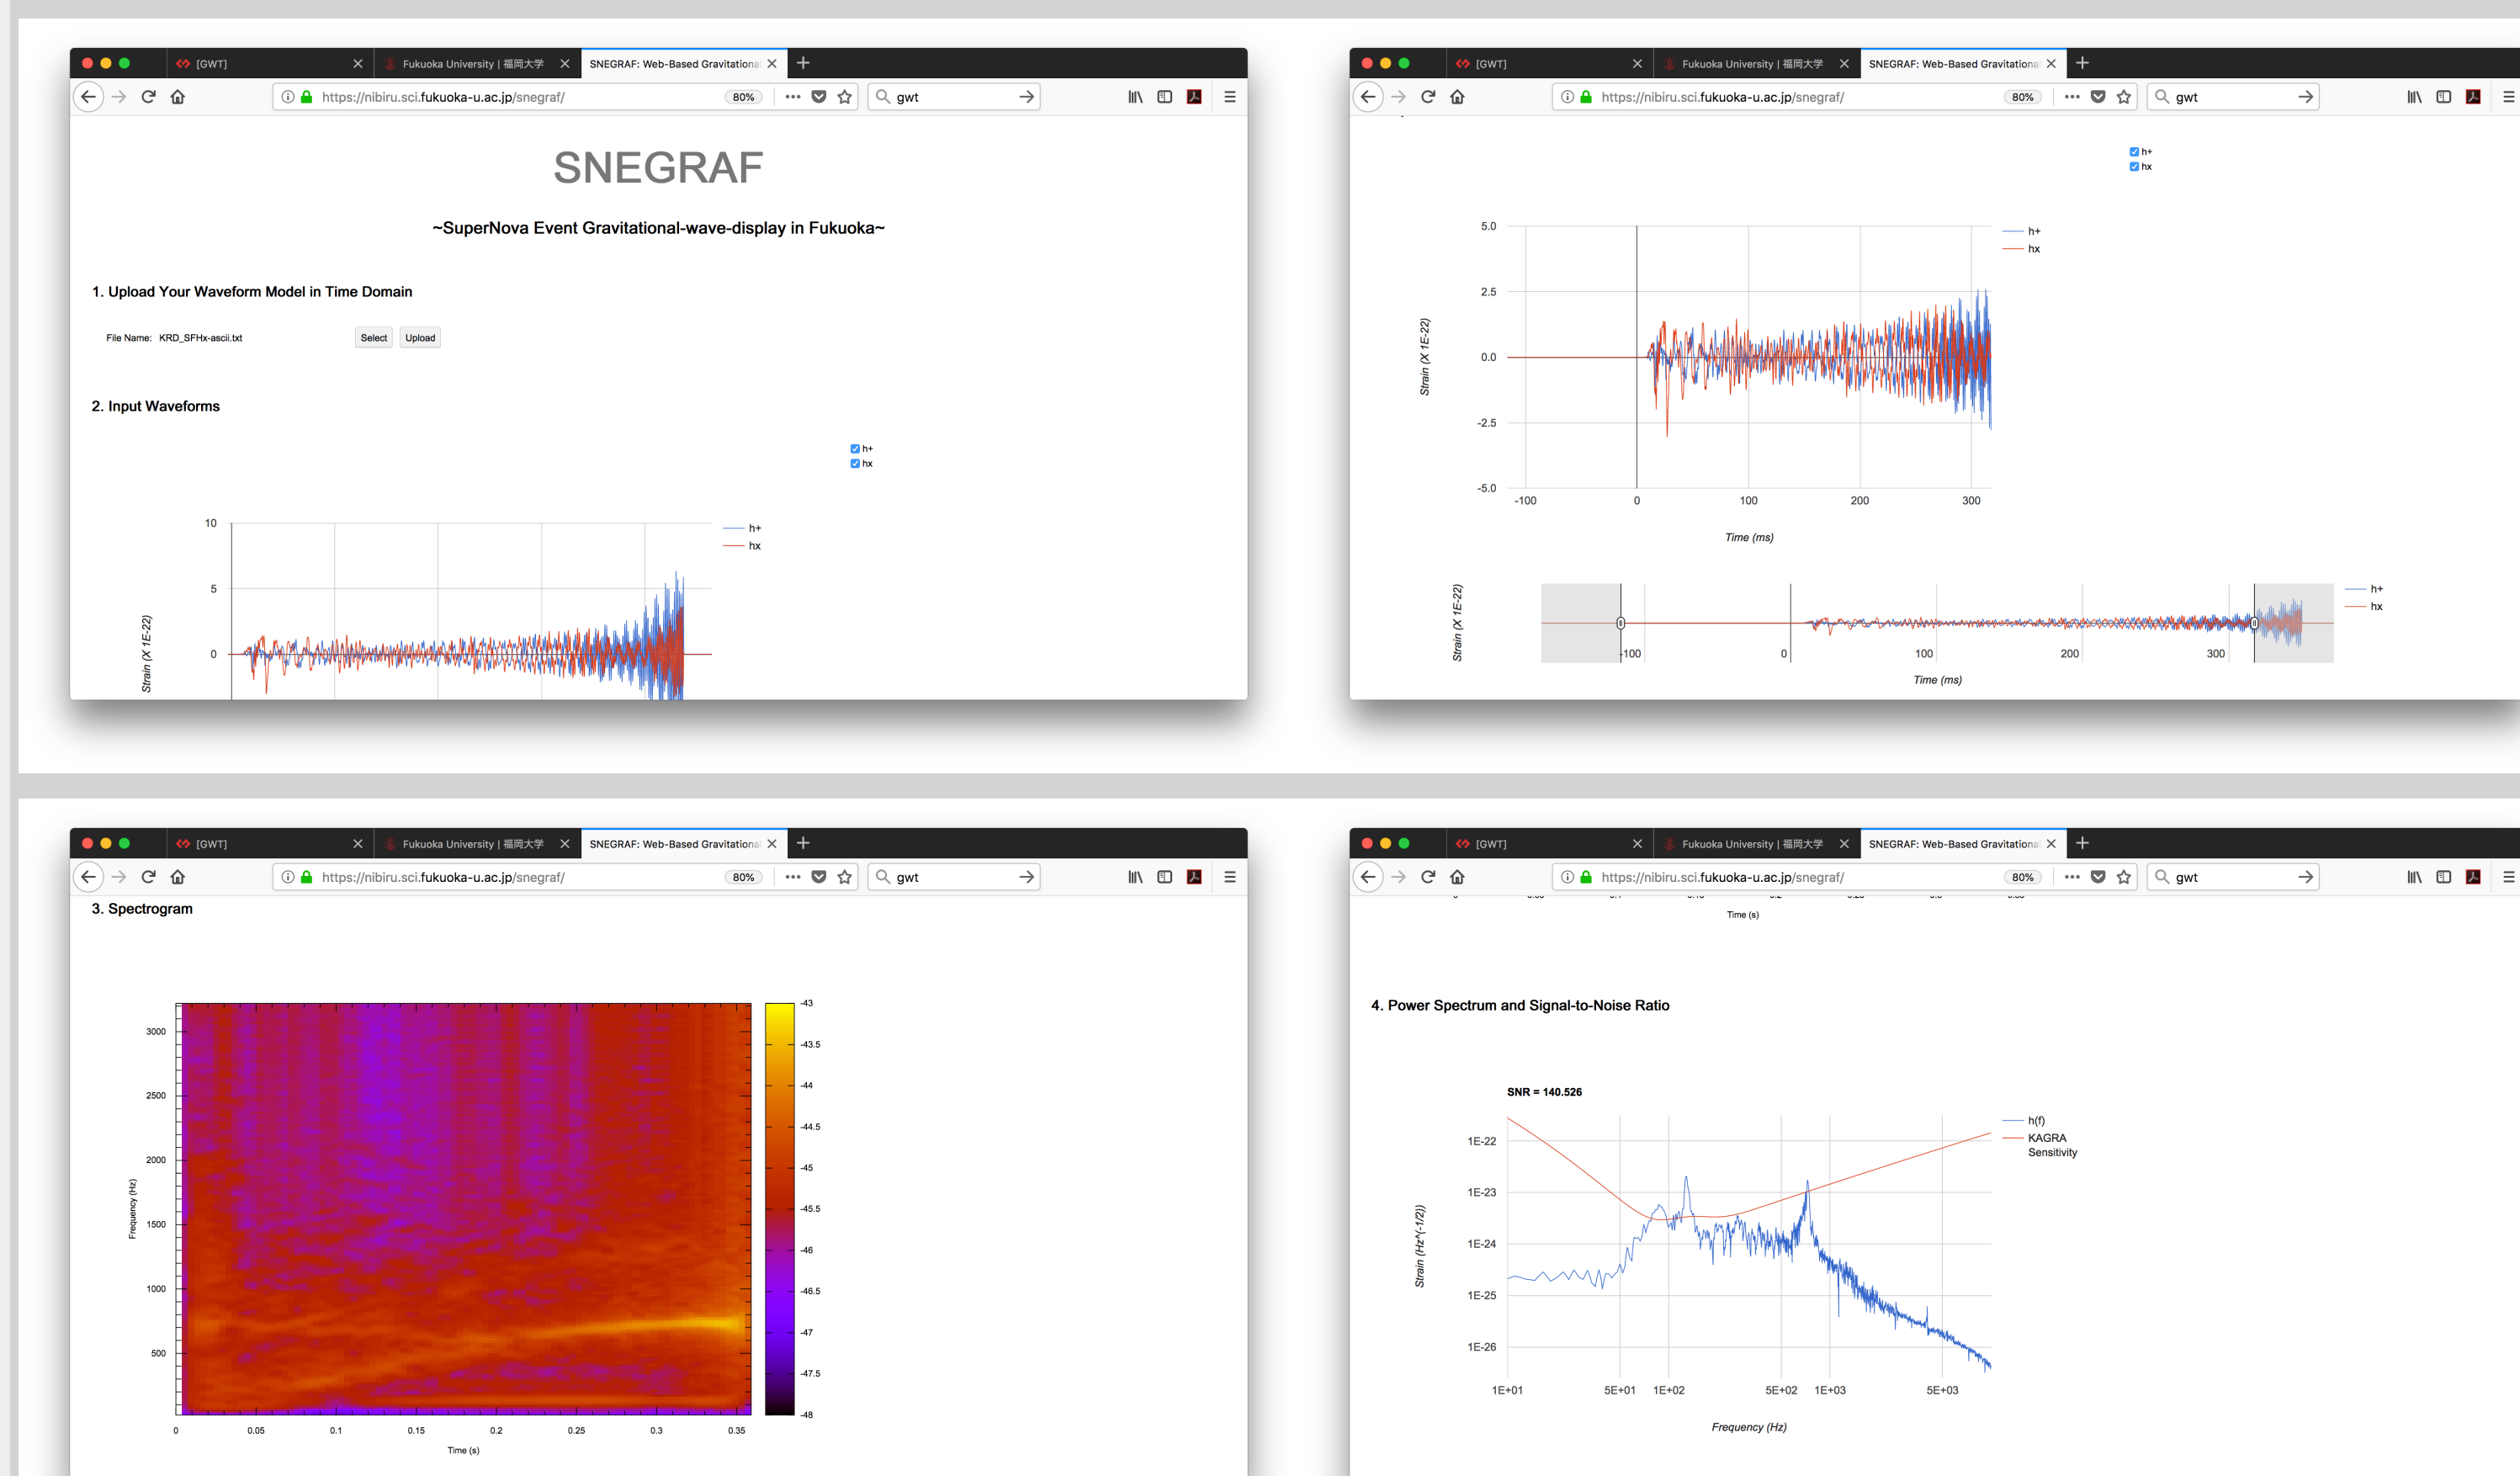 [GWT]
Fukuoka University | 福岡大学
SNEGRAF: Web-Based Gravitational
https://nibiru.sci.fukuoka-u.ac.jp/snegraf/
80%
gwt
SNEGRAF
~SuperNova Event Gravitational-wave-display in Fukuoka~
1. Upload Your Waveform Model in Time Domain
File Name: KRD_SFHx-ascii.txt Select Upload
2. Input Waveforms
h+
hx
10
5
0
Strain (X 1E-22)
h+
hx
[GWT]
Fukuoka University | 福岡大学
SNEGRAF: Web-Based Gravitational
https://nibiru.sci.fukuoka-u.ac.jp/snegraf/
80%
gwt
h+
hx
5.0
2.5
0.0
-2.5
-5.0
Strain (X 1E-22)
-100 0 100 200 300
Time (ms)
h+
hx
Strain (X 1E-22)
-100 0 100 200 300
Time (ms)
h+
hx
[GWT]
Fukuoka University | 福岡大学
SNEGRAF: Web-Based Gravitational
https://nibiru.sci.fukuoka-u.ac.jp/snegraf/
80%
gwt
3. Spectrogram
3000
2500
2000
1500
1000
500
Frequency (Hz)
0 0.05 0.1 0.15 0.2 0.25 0.3 0.35
Time (s)
-43
-43.5
-44
-44.5
-45
-45.5
-46
-46.5
-47
-47.5
-48
[GWT]
Fukuoka University | 福岡大学
SNEGRAF: Web-Based Gravitational
https://nibiru.sci.fukuoka-u.ac.jp/snegraf/
80%
gwt
Time (s)
4. Power Spectrum and Signal-to-Noise Ratio
SNR = 140.526
1E-22
1E-23
1E-24
1E-25
1E-26
Strain (Hz^(-1/2))
1E+01 5E+01 1E+02 5E+02 1E+03 5E+03
Frequency (Hz)
h(f)
KAGRA
Sensitivity